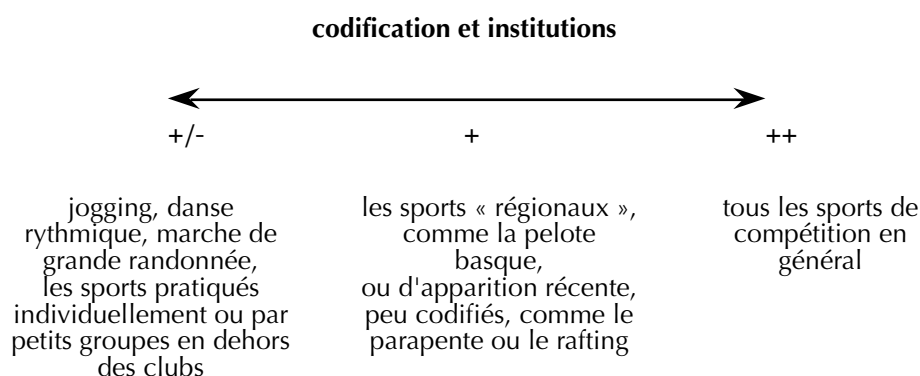 codification et institutions
+/-
+
++
jogging, danse
rythmique, marche de
grande randonnée,
les sports pratiqués
individuellement ou par
petits groupes en dehors
des clubs
les sports « régionaux »,
comme la pelote
basque,
ou d'apparition récente,
peu codifiés, comme le
parapente ou le rafting
tous les sports de
compétition en
général